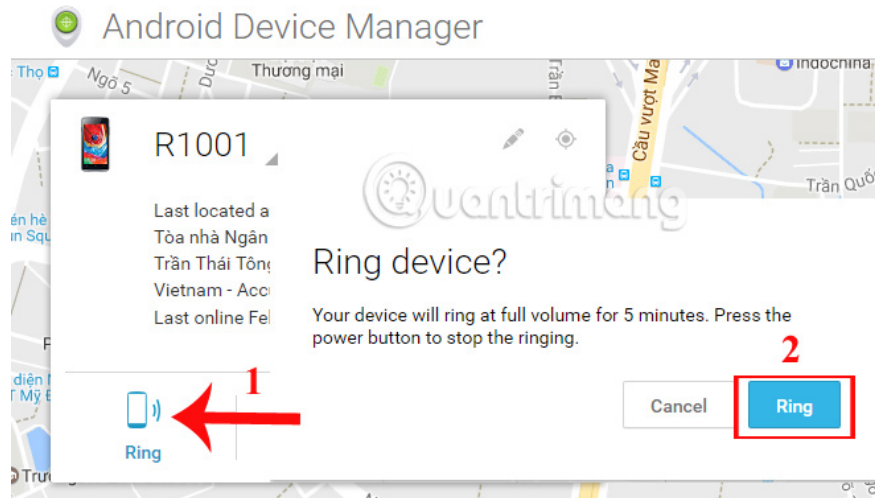 Android Device Manager
Thọ
Ngõ 5
Thương mại
Indochina
Cầu vượt Ma
R1001
Quantrimang
Trần Quố
Last located a
Tòa nhà Ngân
Trần Thái Tông
Vietnam - Accu
Last online Fe
Ring device?
Your device will ring at full volume for 5 minutes. Press the
power button to stop the ringing.
1
2
Cancel
Ring
Ring